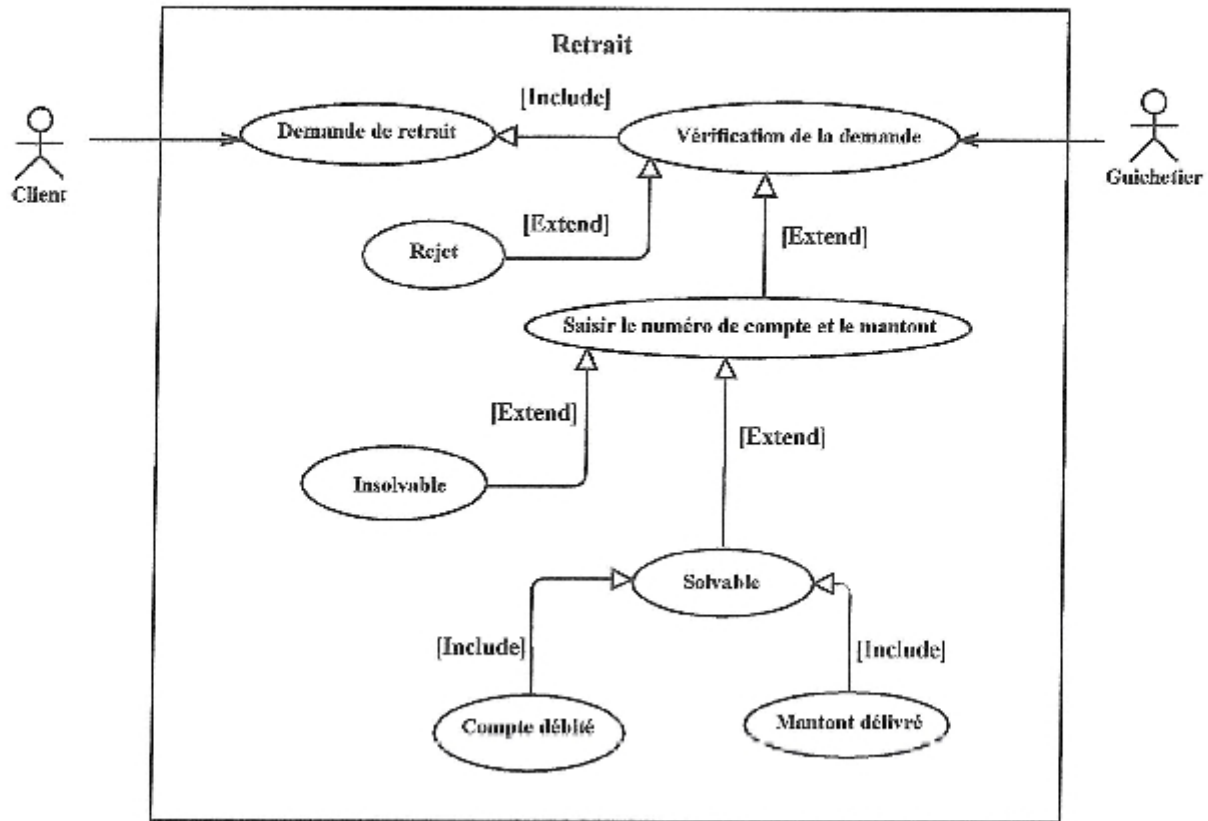 Retrait
[Include]
Demande de retrait
Vérification de la demande
Client
Guichetier
[Extend]
[Extend]
Rejet
Saisir le numéro de compte et le mantont
[Extend]
[Extend]
Insolvable
Solvable
[Include]
[Include]
Compte débité
Mantont délivré